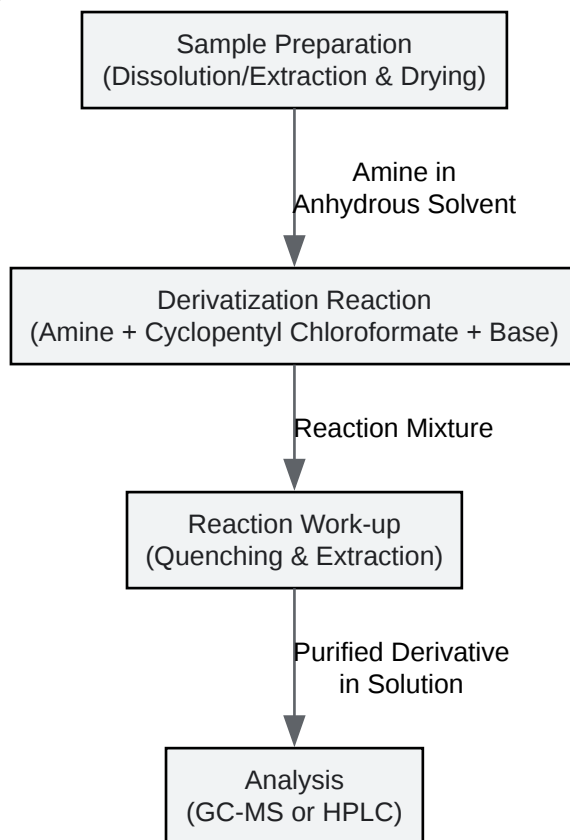 Sample Preparation
(Dissolution/Extraction & Drying)
Amine in
Anhydrous Solvent
Derivatization Reaction
(Amine + Cyclopentyl Chloroformate + Base)
Reaction Mixture
Reaction Work-up
(Quenching & Extraction)
Purified Derivative
in Solution
Analysis
(GC-MS or HPLC)